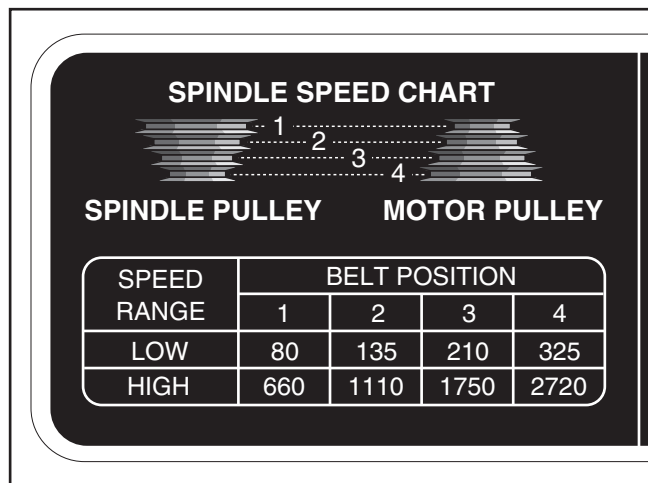 SPINDLE SPEED CHART
1
2
3
4
SPINDLE PULLEY MOTOR PULLEY
SPEED RANGE BELT POSITION
1 2 3 4
LOW 80 135 210 325
HIGH 660 1110 1750 2720